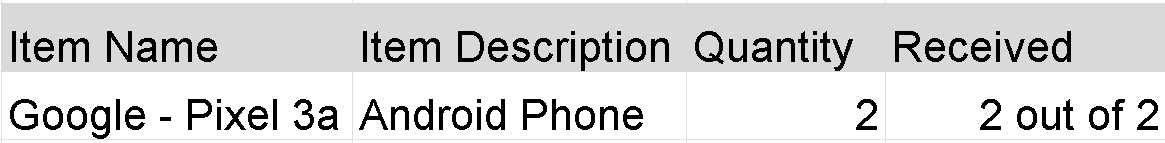 Item Name Item Description Quantity Received
Google - Pixel 3a Android Phone 2 2 out of 2